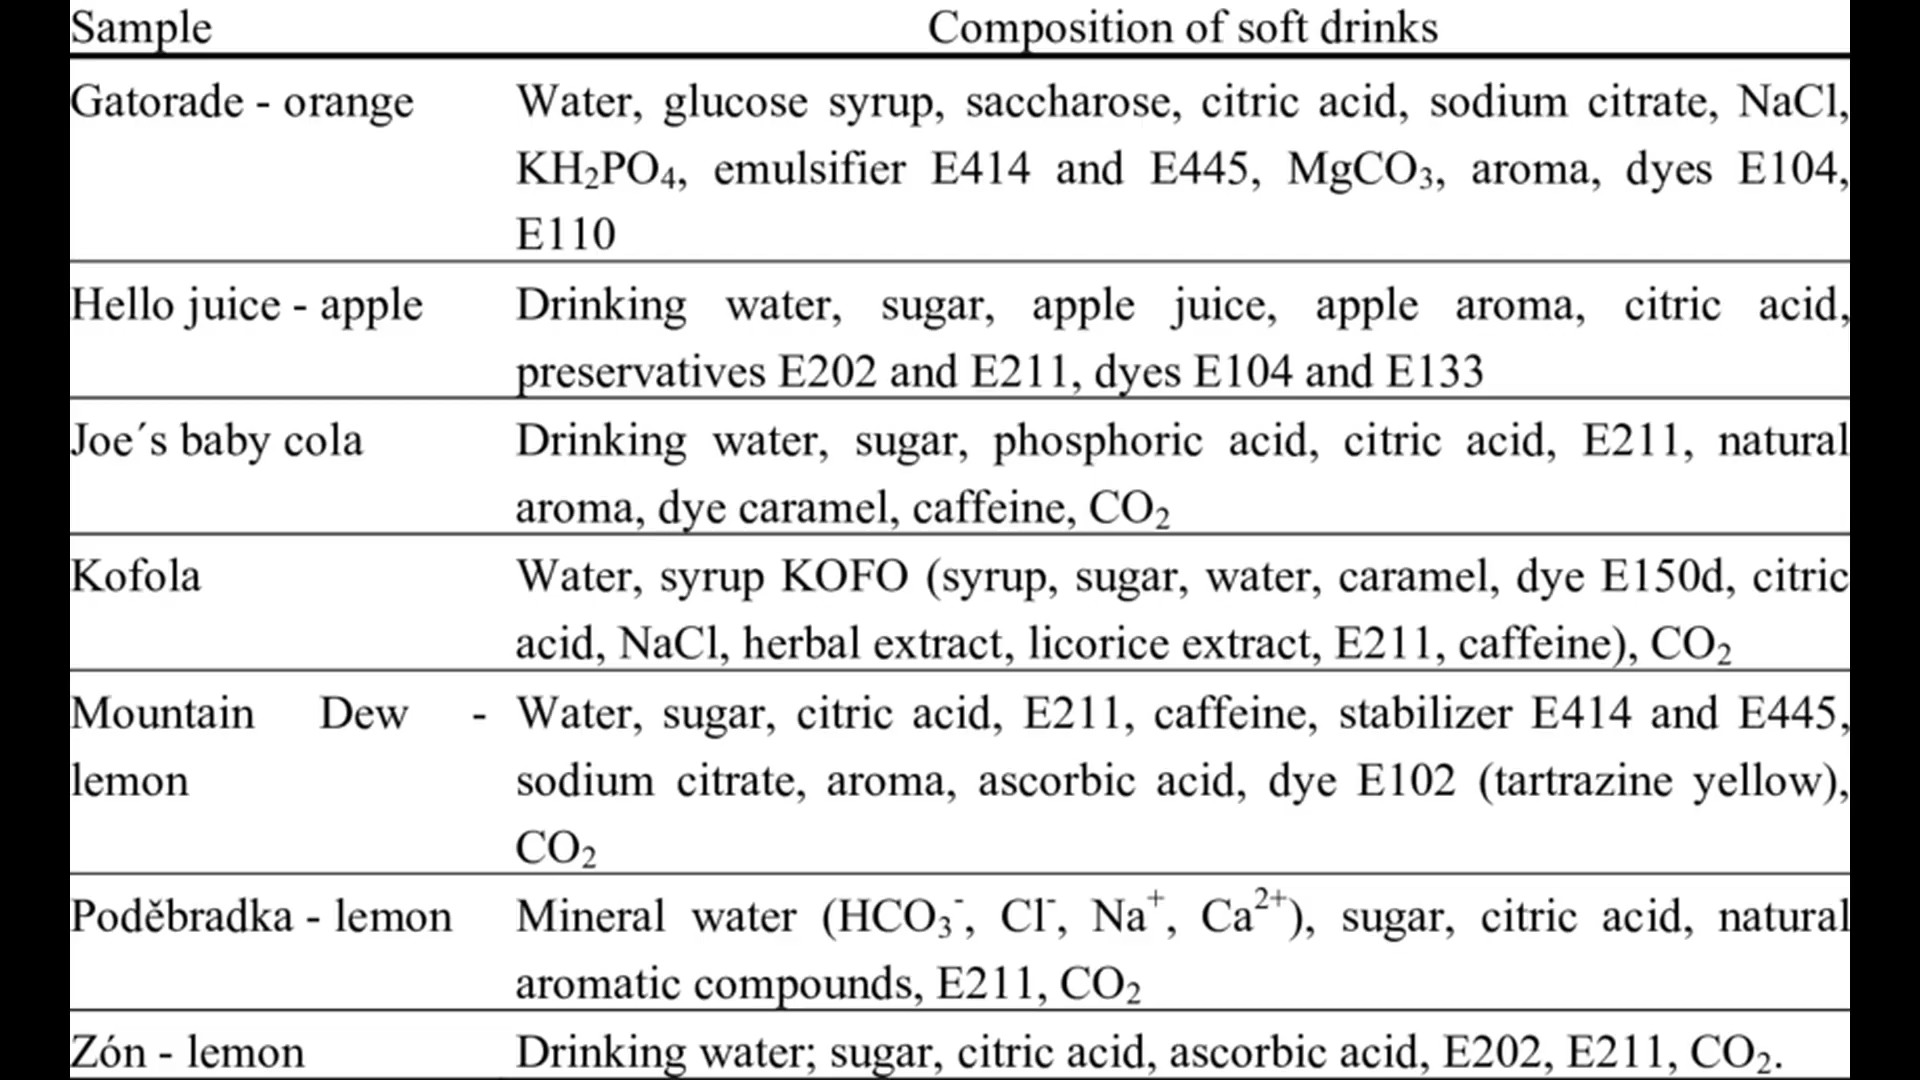 Sample Composition of soft drinks
Gatorade - orange Water, glucose syrup, saccharose, citric acid, sodium citrate, NaCl,
KH₂PO₄, emulsifier E414 and E445, MgCO₃, aroma, dyes E104,
E110
Hello juice - apple Drinking water, sugar, apple juice, apple aroma, citric acid,
preservatives E202 and E211, dyes E104 and E133
Joe´s baby cola Drinking water, sugar, phosphoric acid, citric acid, E211, natural
aroma, dye caramel, caffeine, CO₂
Kofola Water, syrup KOFO (syrup, sugar, water, caramel, dye E150d, citric
acid, NaCl, herbal extract, licorice extract, E211, caffeine), CO₂
Mountain Dew - Water, sugar, citric acid, E211, caffeine, stabilizer E414 and E445,
lemon sodium citrate, aroma, ascorbic acid, dye E102 (tartrazine yellow),
CO₂
Poděbradka - lemon Mineral water (HCO₃⁻, Cl⁻, Na⁺, Ca²⁺), sugar, citric acid, natural
aromatic compounds, E211, CO₂
Zón - lemon Drinking water; sugar, citric acid, ascorbic acid, E202, E211, CO₂.